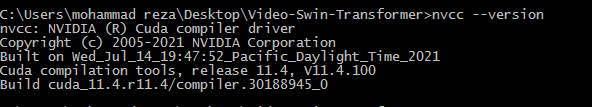 C:\Users\mohammad reza\Desktop\Video-Swin-Transformer>nvcc --version
nvcc: NVIDIA (R) Cuda compiler driver
Copyright (c) 2005-2021 NVIDIA Corporation
Built on Wed_Jul_14_19:47:52_Pacific_Daylight_Time_2021
Cuda compilation tools, release 11.4, V11.4.100
Build cuda_11.4.r11.4/compiler.30188945_0